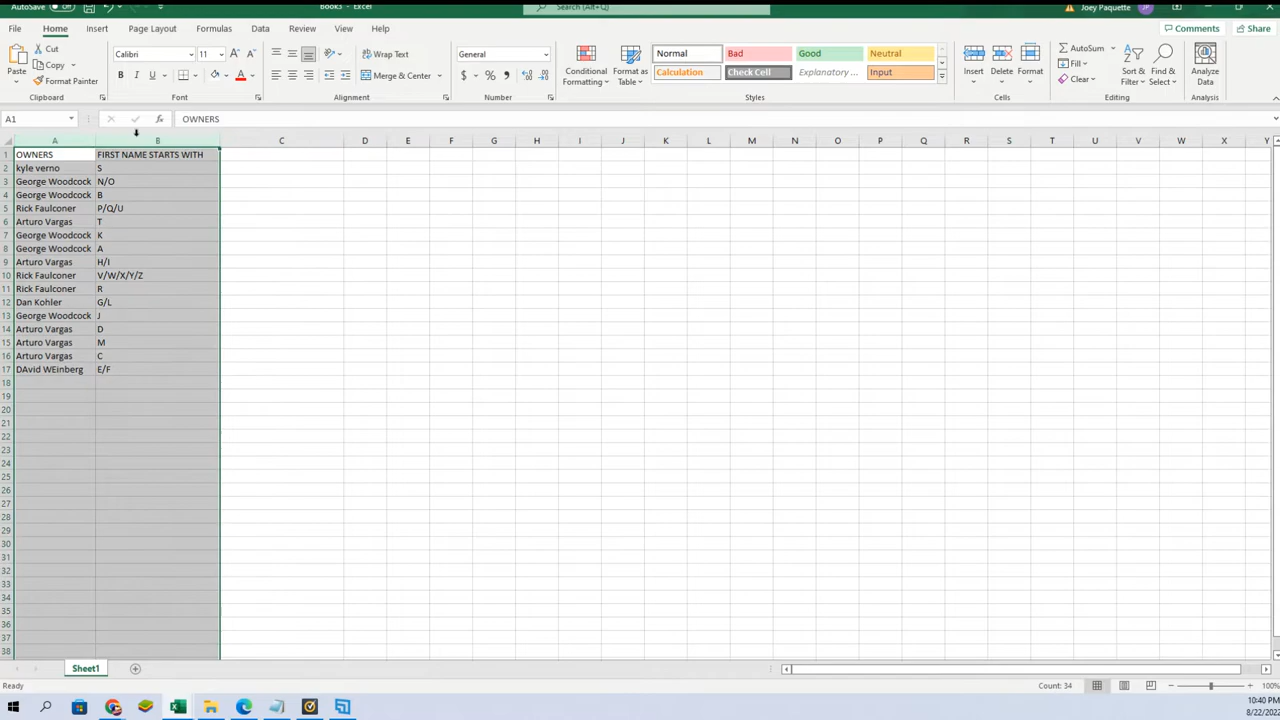 AutoSave Off Book3 - Excel Search (Alt+Q) Joey Paquette JP
File Home Insert Page Layout Formulas Data Review View Help Comments Share
Paste Cut Copy Format Painter Clipboard
Calibri 11 B I U Font
Wrap Text Merge & Center Alignment
General $ % Number
Conditional Formatting Format as Table
Normal Bad Good Neutral
Calculation Check Cell Explanatory ... Input
Styles
Insert Delete Format Cells
AutoSum Fill Clear Sort & Filter Find & Select Editing
Analyze Data Analysis
A1 fx OWNERS
A B C D E F G H I J K L M N O P Q R S T U V W X Y
1 OWNERS FIRST NAME STARTS WITH
2 kyle verno S
3 George Woodcock N/O
4 George Woodcock B
5 Rick Faulconer P/Q/U
6 Arturo Vargas T
7 George Woodcock K
8 George Woodcock A
9 Arturo Vargas H/I
10 Rick Faulconer V/W/X/Y/Z
11 Rick Faulconer R
12 Dan Kohler G/L
13 George Woodcock J
14 Arturo Vargas D
15 Arturo Vargas M
16 Arturo Vargas C
17 DAvid WEinberg E/F
18
19
20
21
22
23
24
25
26
27
28
29
30
31
32
33
34
35
36
37
38
Sheet1
Ready Count: 34 100%
10:40 PM
8/22/2022